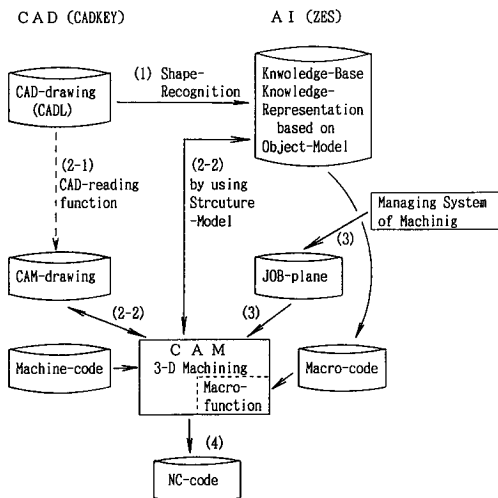 CAD (CADKEY)
AI (ZES)
(1) Shape-
Recognition
CAD-drawing
(CADL)
Knwoledge-Base
Knowledge-
Representation
based on
Object-Model
(2-1)
CAD-reading
function
(2-2)
by using
Strcuture
-Model
Managing System
of Machinig
(3)
CAM-drawing
JOB-plane
(2-2)
(3)
CAM
3-D Machining
Macro-
function
Machine-code
Macro-code
(4)
NC-code